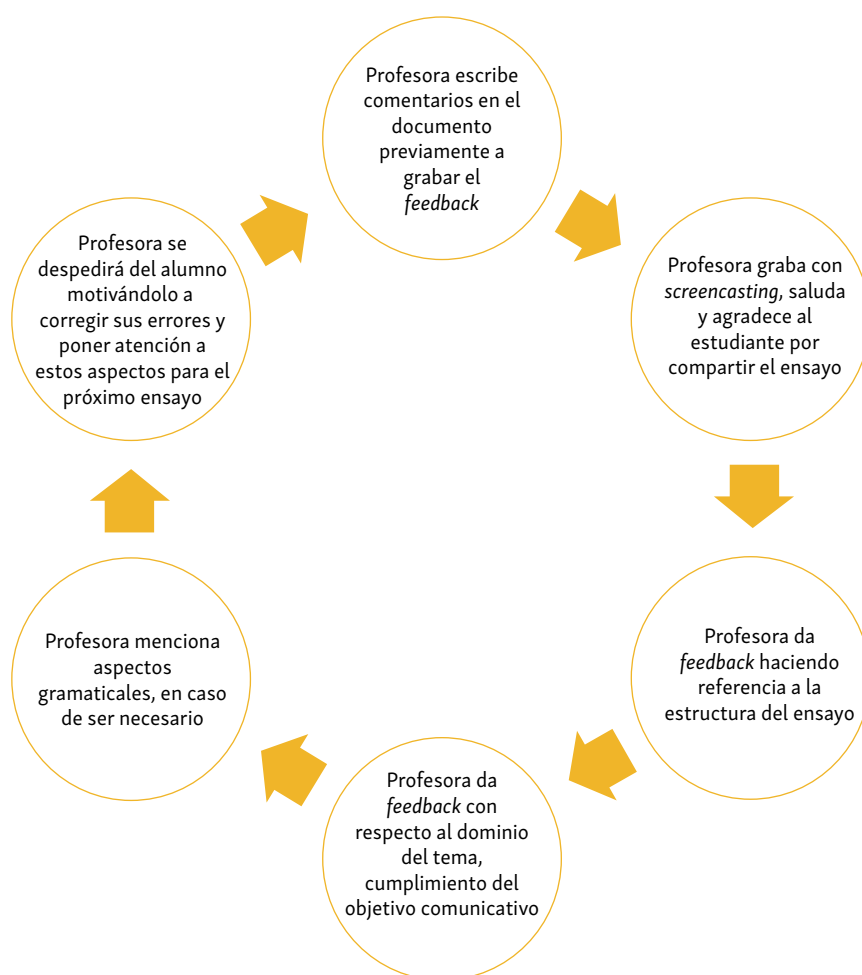 Profesora escribe
comentarios en el
documento
previamente a
grabar el
feedback
Profesora graba con
screencasting, saluda
y agradece al
estudiante por
compartir el ensayo
Profesora da
feedback haciendo
referencia a la
estructura del ensayo
Profesora da
feedback con
respecto al dominio
del tema,
cumplimiento del
objetivo comunicativo
Profesora menciona
aspectos
gramaticales, en caso
de ser necesario
Profesora se
despedirá del alumno
motivándolo a
corregir sus errores y
poner atención a
estos aspectos para el
próximo ensayo